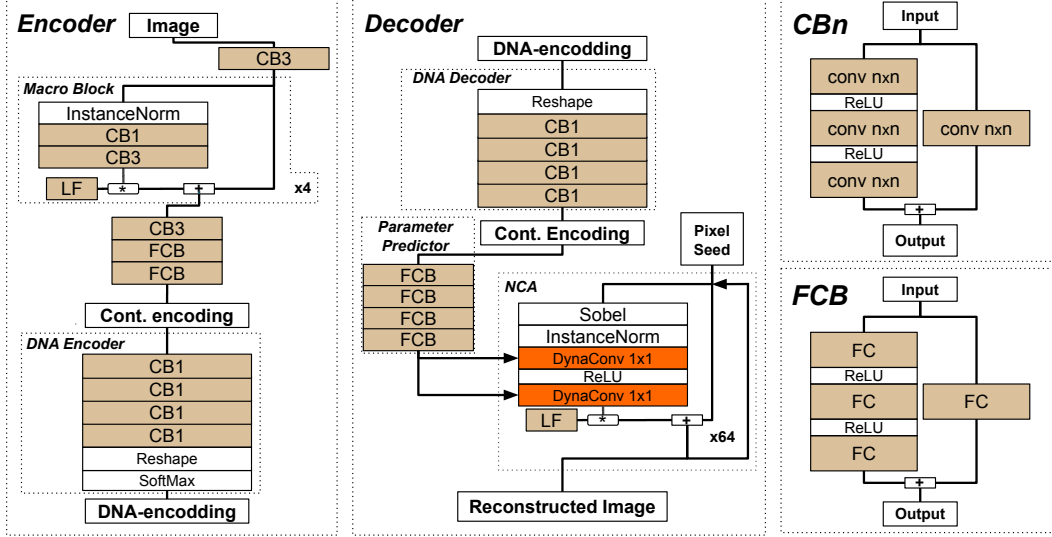 Encoder
Image
CB3
Macro Block
InstanceNorm
CB1
CB3
LF
*
+
x4
CB3
FCB
FCB
Cont. encoding
DNA Encoder
CB1
CB1
CB1
CB1
Reshape
SoftMax
DNA-encodding
Decoder
DNA-encodding
DNA Decoder
Reshape
CB1
CB1
CB1
CB1
Cont. Encoding
Parameter
Predictor
FCB
FCB
FCB
FCB
Pixel
Seed
NCA
Sobel
InstanceNorm
DynaConv 1x1
ReLU
DynaConv 1x1
LF
*
+
x64
Reconstructed Image
CBn
Input
conv nxn
ReLU
conv nxn
ReLU
conv nxn
conv nxn
+
Output
FCB
Input
FC
ReLU
FC
ReLU
FC
FC
+
Output